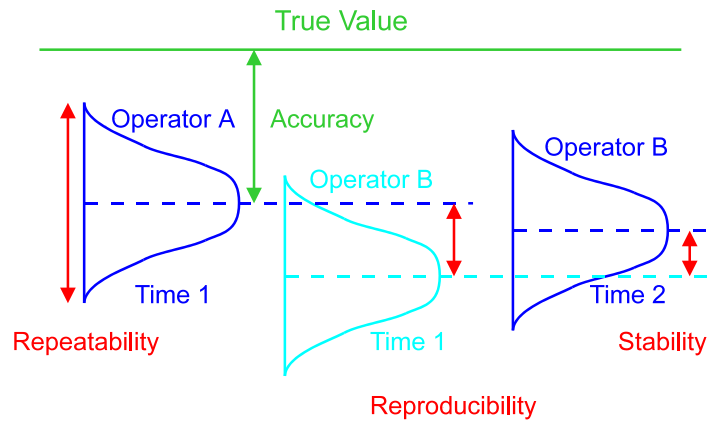 True Value
Operator A
Accuracy
Operator B
Operator B
Time 1
Time 2
Repeatability
Time 1
Stability
Reproducibility